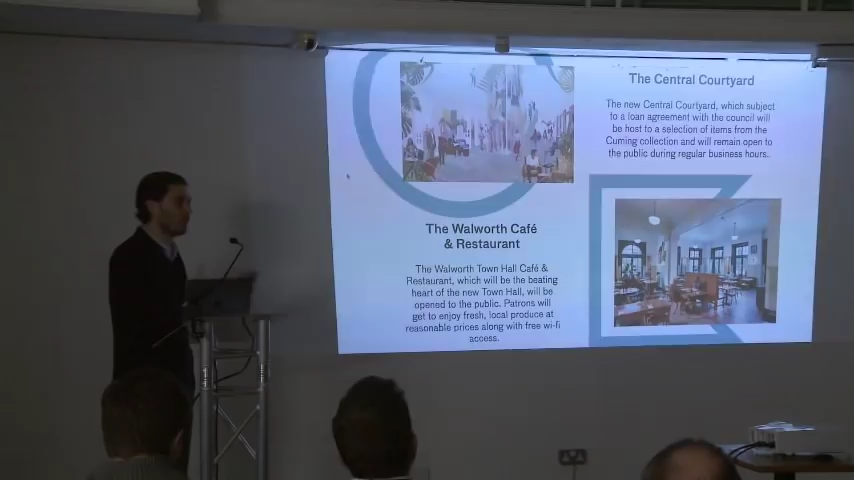 The Central Courtyard
The new Central Courtyard, which subject
to a loan agreement with the council will
be host to a selection of items from the
Cuming collection and will remain open to
the public during regular business hours.
The Walworth Café
& Restaurant
The Walworth Town Hall Café &
Restaurant, which will be the beating
heart of the new Town Hall, will be
opened to the public. Patrons will
get to enjoy fresh, local produce at
reasonable prices along with free wi-fi
access.